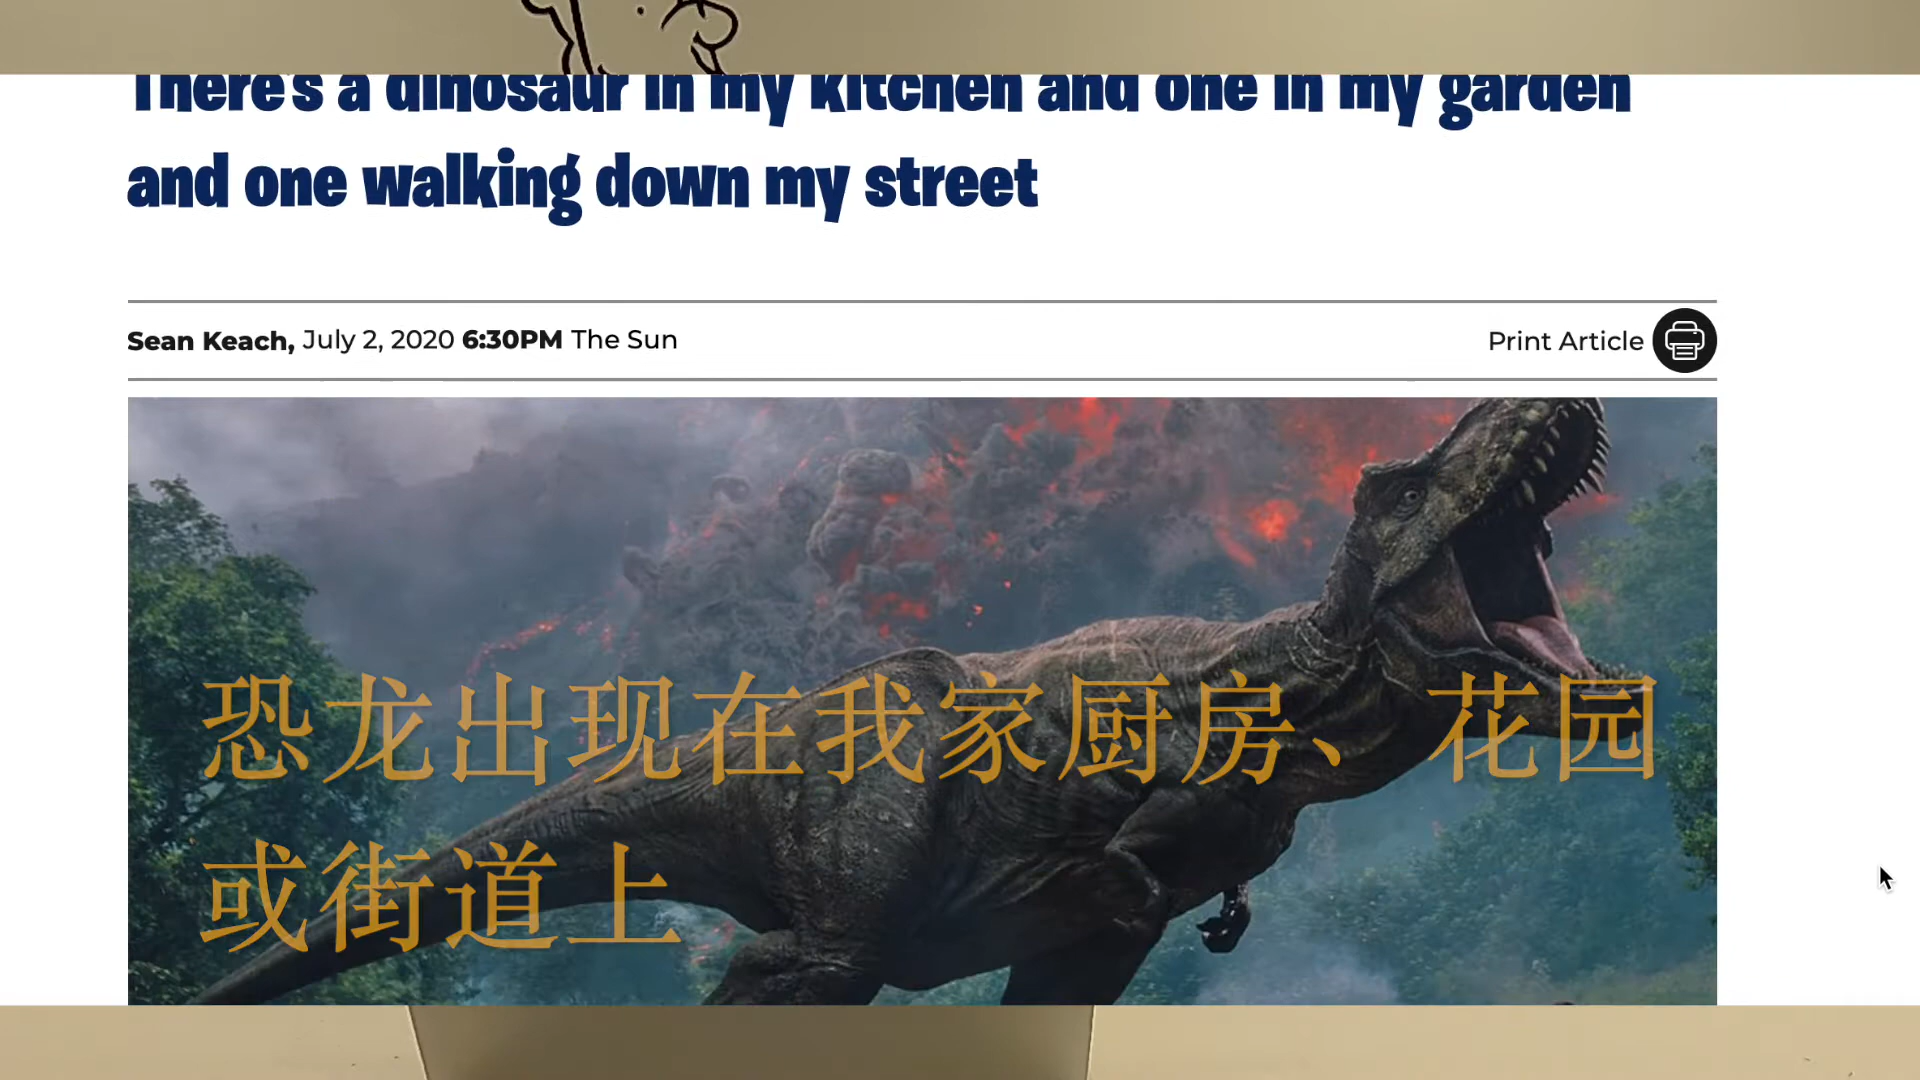 There's a dinosaur in my kitchen and one in my garden
and one walking down my street
Sean Keach, July 2, 2020 6:30PM The Sun
Print Article
恐龙出现在我家厨房、花园
或街道上